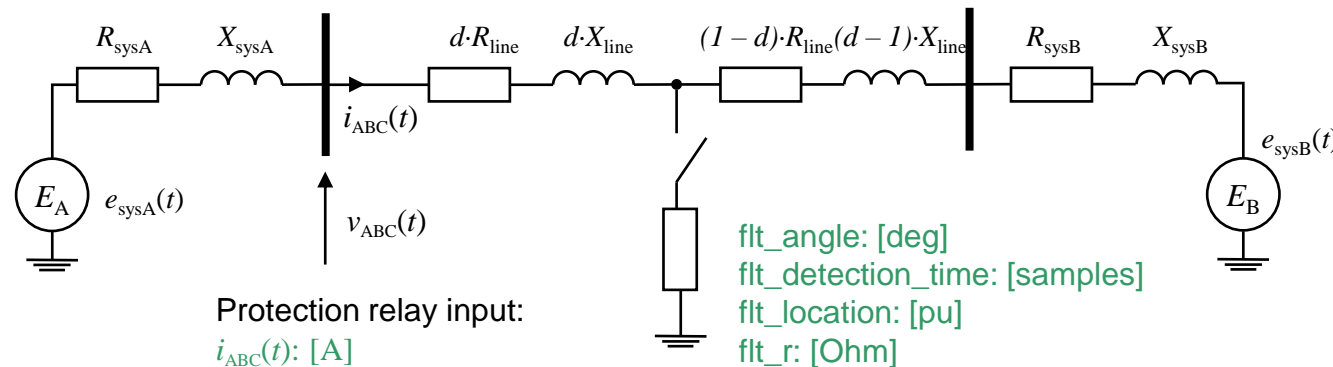 R_sysA X_sysA d·R_line d·X_line (1 – d)·R_line (d – 1)·X_line R_sysB X_sysB
i_ABC(t)
E_A e_sysA(t)
v_ABC(t)
e_sysB(t)
E_B
Protection relay input:
i_ABC(t): [A]
flt_angle: [deg]
flt_detection_time: [samples]
flt_location: [pu]
flt_r: [Ohm]